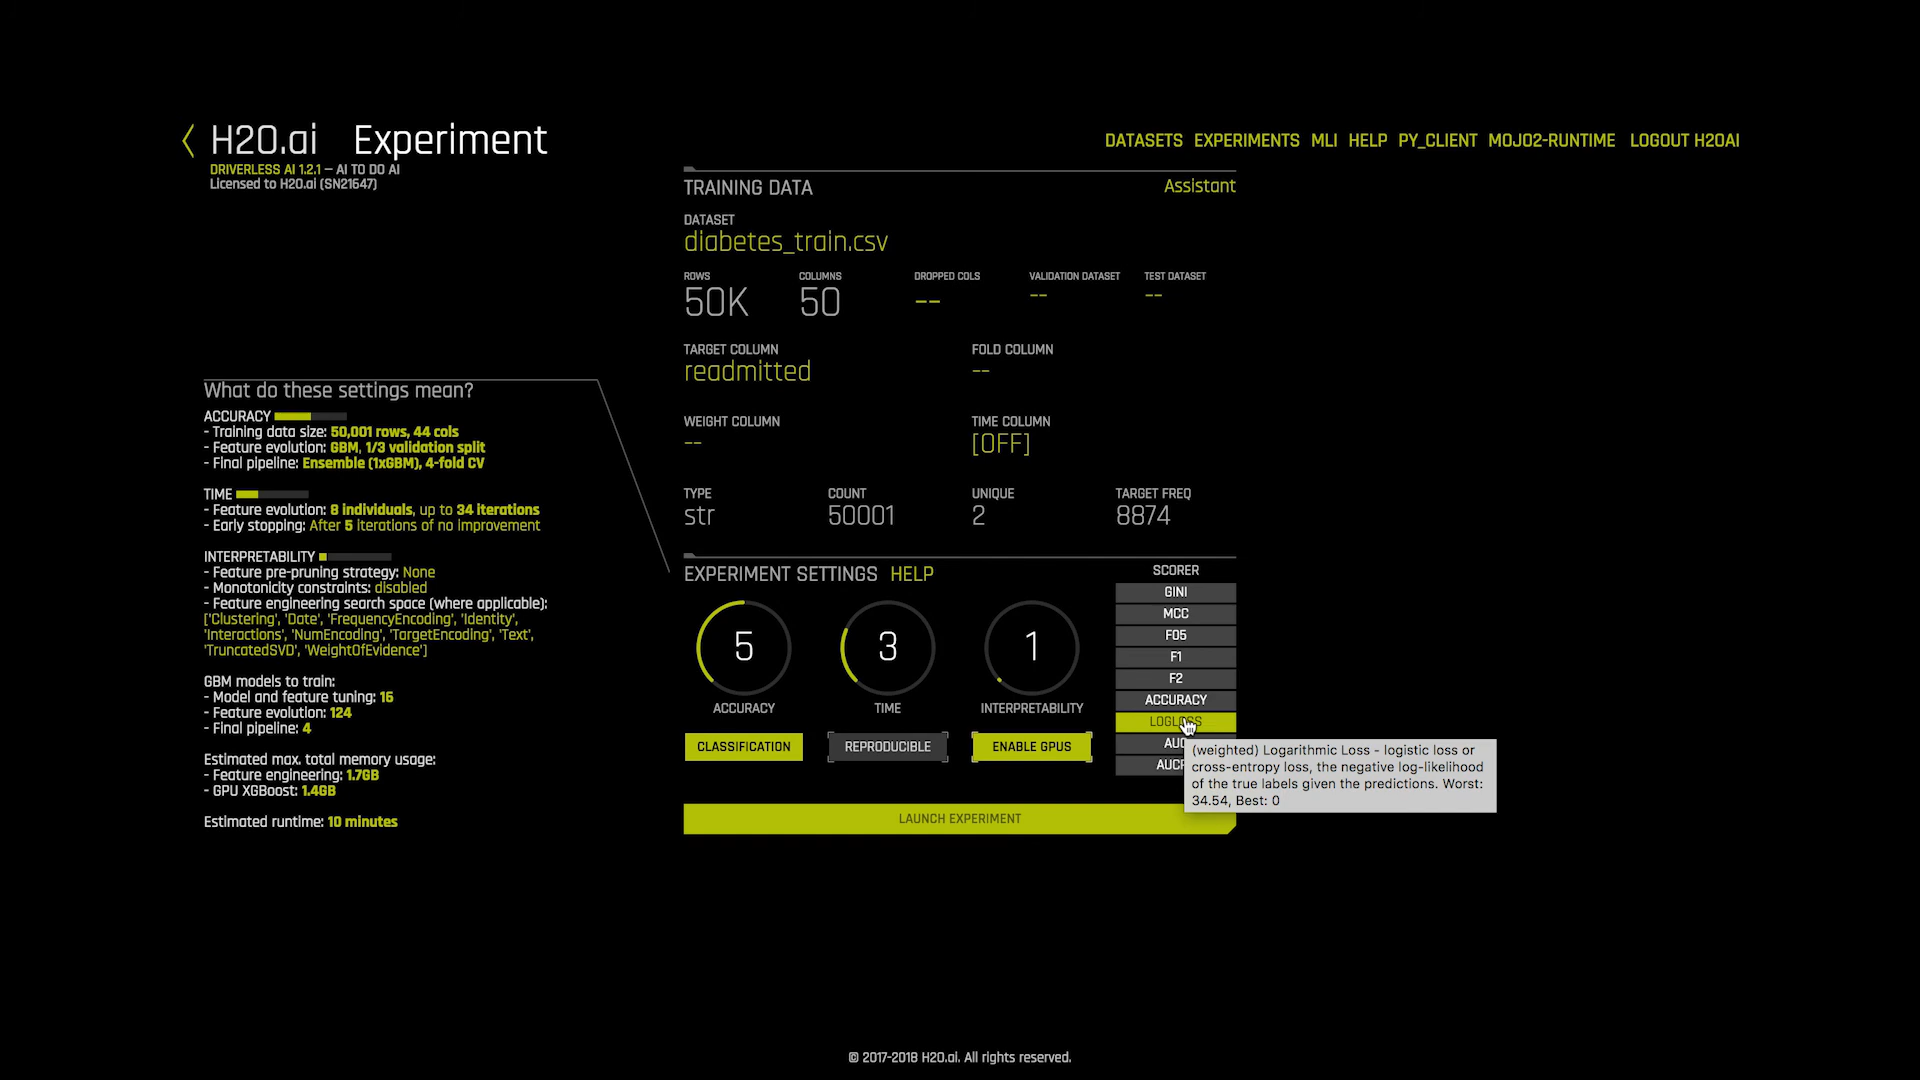 H2O.ai Experiment
DRIVERLESS AI 1.2.1 – AI TO DO AI
Licensed to H2O.ai (SN21647)
DATASETS EXPERIMENTS MLI HELP PY_CLIENT MOJO2-RUNTIME LOGOUT H2OAI
What do these settings mean?
ACCURACY
- Training data size: 50,001 rows, 44 cols
- Feature evolution: GBM, 1/3 validation split
- Final pipeline: Ensemble (1xGBM), 4-fold CV
TIME
- Feature evolution: 8 individuals, up to 34 iterations
- Early stopping: After 5 iterations of no improvement
INTERPRETABILITY
- Feature pre-pruning strategy: None
- Monotonicity constraints: disabled
- Feature engineering search space (where applicable):
['Clustering', 'Date', 'FrequencyEncoding', 'Identity',
'Interactions', 'NumEncoding', 'TargetEncoding', 'Text',
'TruncatedSVD', 'WeightOfEvidence']
GBM models to train:
- Model and feature tuning: 16
- Feature evolution: 124
- Final pipeline: 4
Estimated max. total memory usage:
- Feature engineering: 1.7GB
- GPU XGBoost: 1.4GB
Estimated runtime: 10 minutes
TRAINING DATA Assistant
DATASET
diabetes_train.csv
ROWS COLUMNS DROPPED COLS VALIDATION DATASET TEST DATASET
50K 50 -- -- --
TARGET COLUMN FOLD COLUMN
readmitted --
WEIGHT COLUMN TIME COLUMN
-- [OFF]
TYPE COUNT UNIQUE TARGET FREQ
str 50001 2 8874
EXPERIMENT SETTINGS HELP
5 3 1
ACCURACY TIME INTERPRETABILITY
CLASSIFICATION REPRODUCIBLE ENABLE GPUS
SCORER
GINI
MCC
F05
F1
F2
ACCURACY
LOGLOSS
AUC
(weighted) Logarithmic Loss - logistic loss or
cross-entropy loss, the negative log-likelihood
of the true labels given the predictions. Worst:
34.54, Best: 0
LAUNCH EXPERIMENT
© 2017-2018 H2O.ai. All rights reserved.